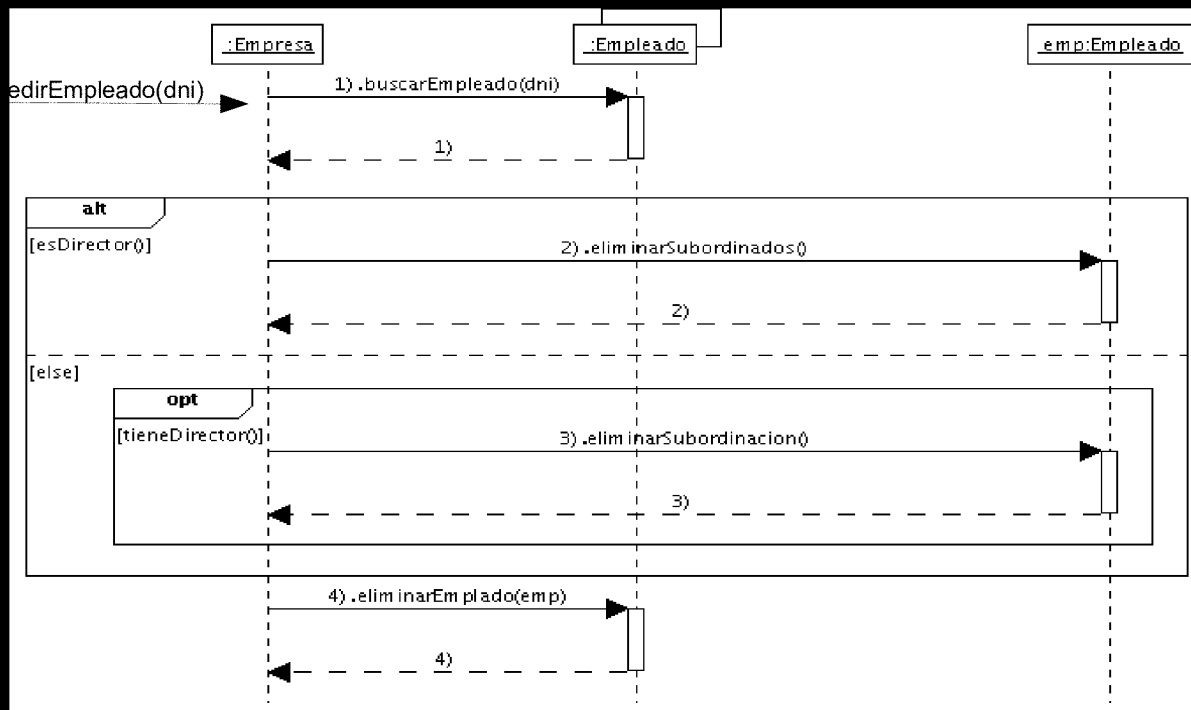 :Empresa
:Empleado
emp:Empleado
edirEmpleado(dni)
1).buscarEmpleado(dni)
1)
alt
[esDirector()]
2).eliminarSubordinados()
2)
[else]
opt
[tieneDirector()]
3).eliminarSubordinacion()
3)
4).eliminarEmplado(emp)
4)